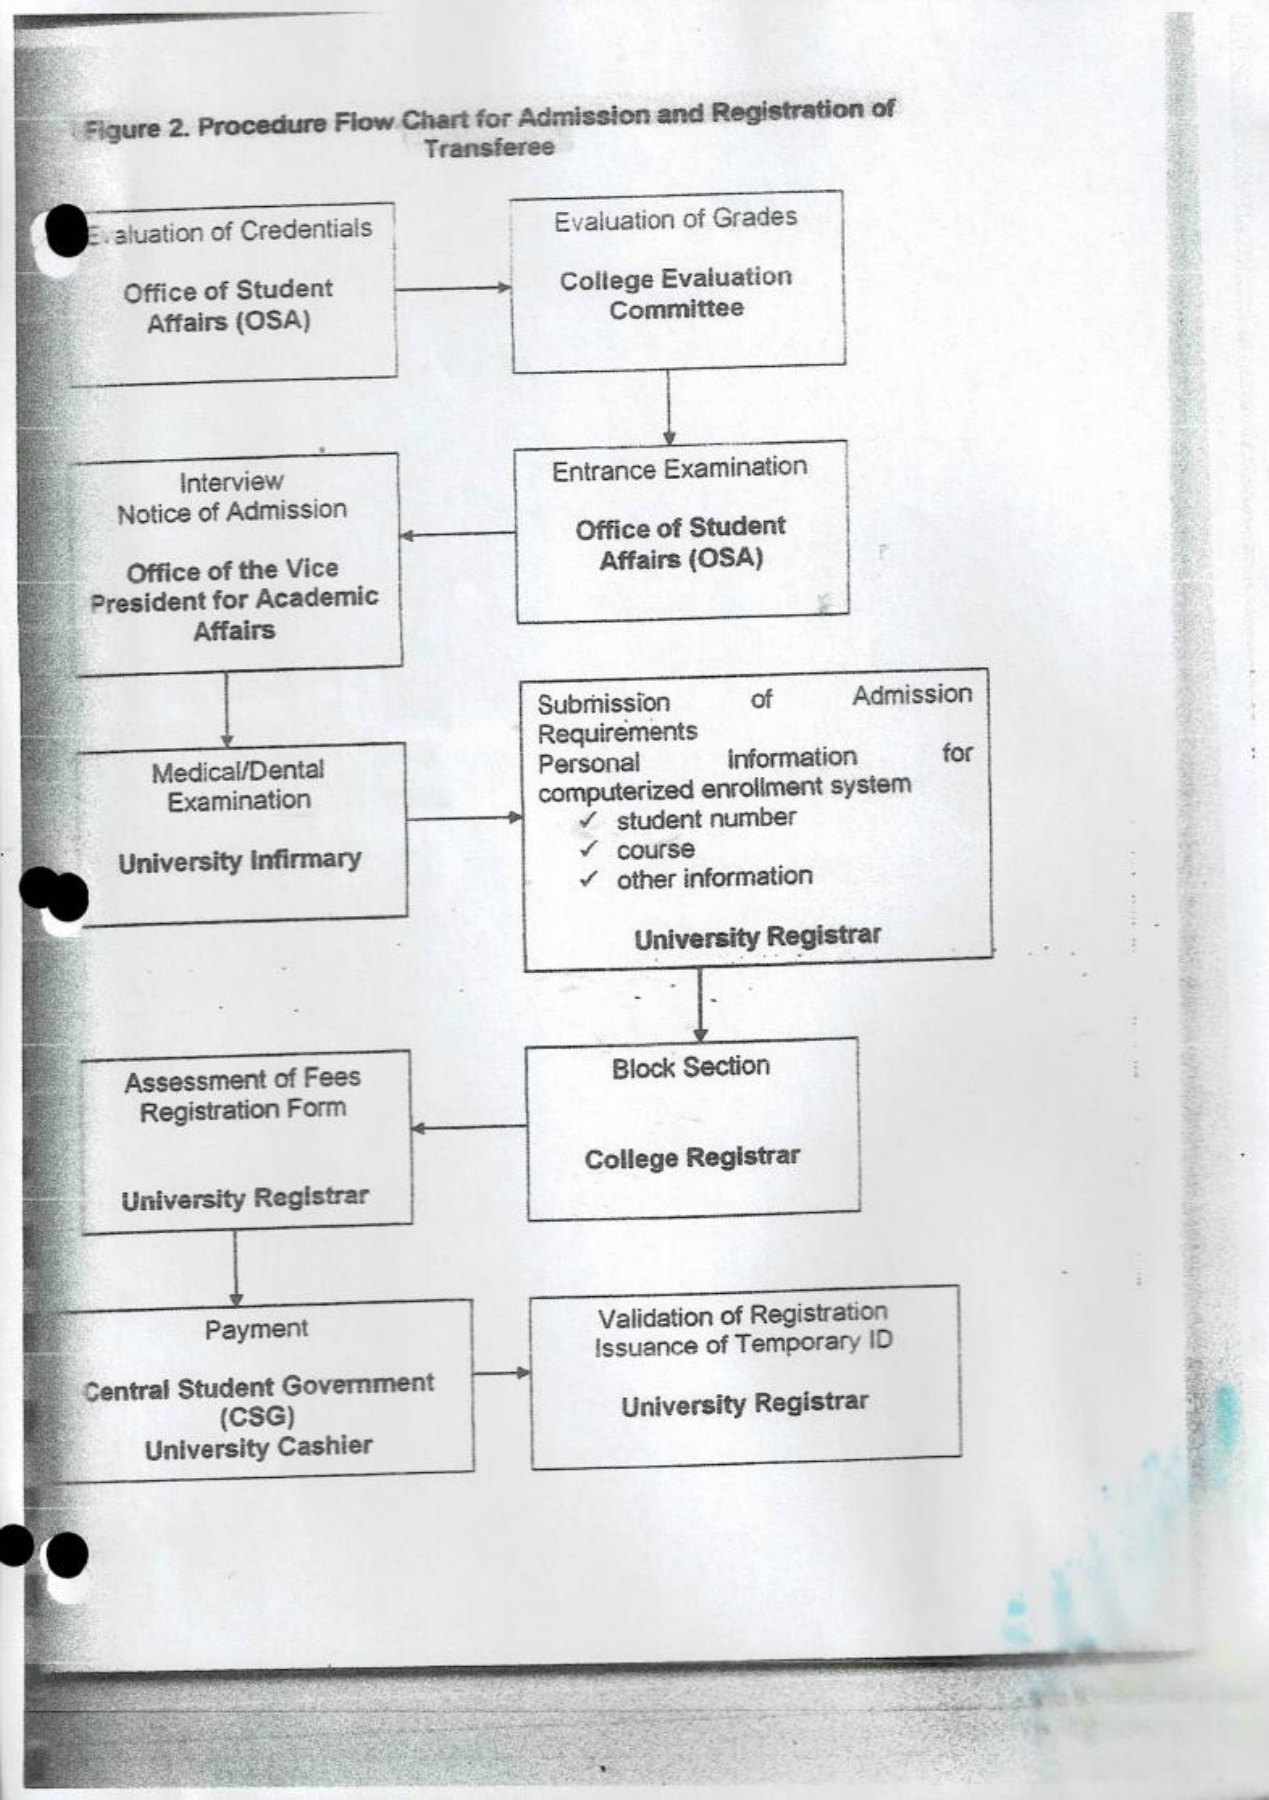 Figure 2. Procedure Flow Chart for Admission and Registration of
Transferee
Evaluation of Credentials
Office of Student
Affairs (OSA)
Evaluation of Grades
College Evaluation
Committee
Entrance Examination
Office of Student
Affairs (OSA)
Interview
Notice of Admission
Office of the Vice
President for Academic
Affairs
Medical/Dental
Examination
University Infirmary
Submission of Admission
Requirements
Personal information for
computerized enrollment system
✓ student number
✓ course
✓ other information
University Registrar
Block Section
College Registrar
Assessment of Fees
Registration Form
University Registrar
Payment
Central Student Government
(CSG)
University Cashier
Validation of Registration
Issuance of Temporary ID
University Registrar